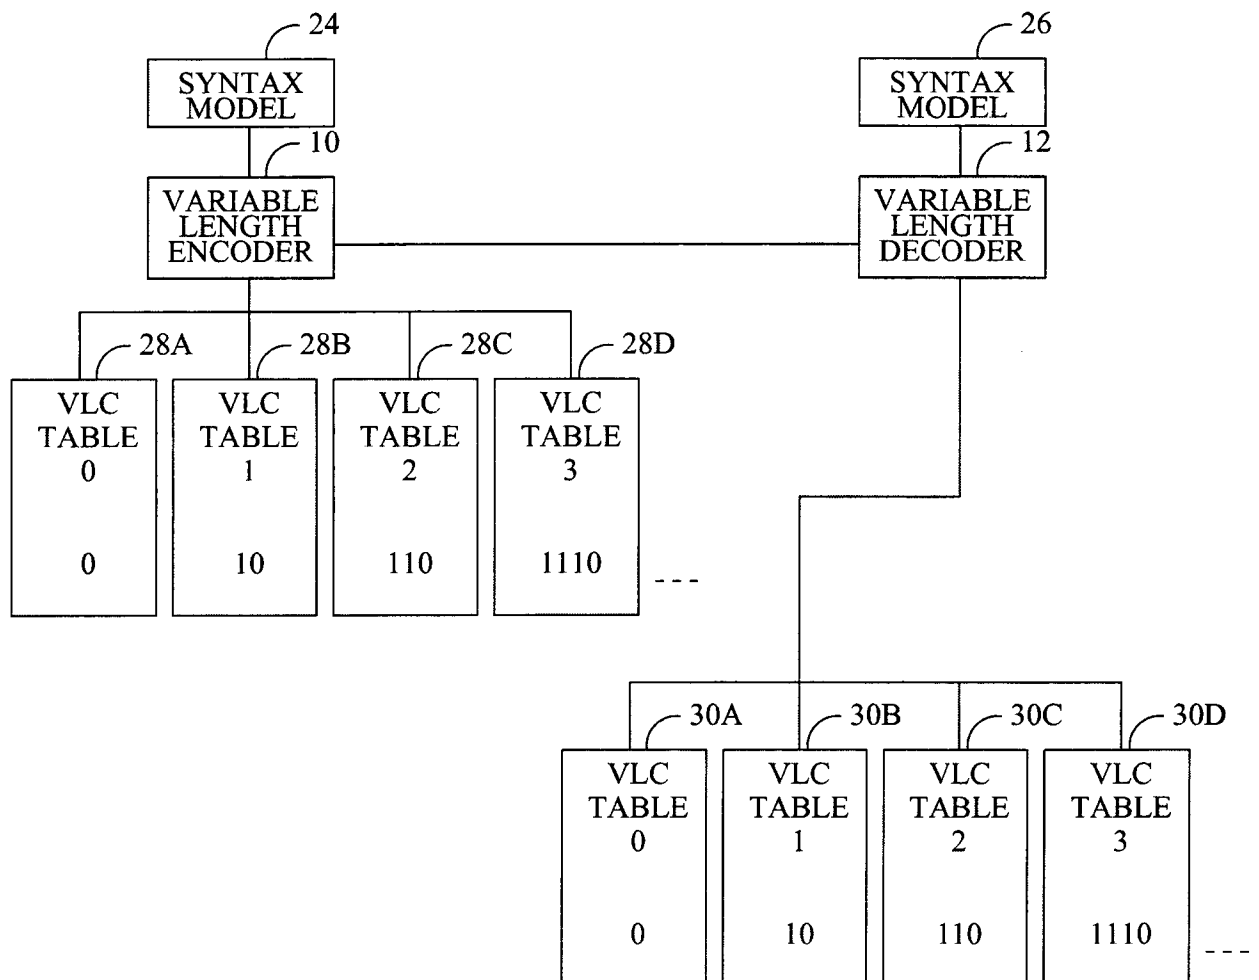 24
SYNTAX
MODEL
26
SYNTAX
MODEL
10
VARIABLE
LENGTH
ENCODER
12
VARIABLE
LENGTH
DECODER
28A
VLC
TABLE
0
0
28B
VLC
TABLE
1
10
28C
VLC
TABLE
2
110
28D
VLC
TABLE
3
1110
30A
VLC
TABLE
0
0
30B
VLC
TABLE
1
10
30C
VLC
TABLE
2
110
30D
VLC
TABLE
3
1110